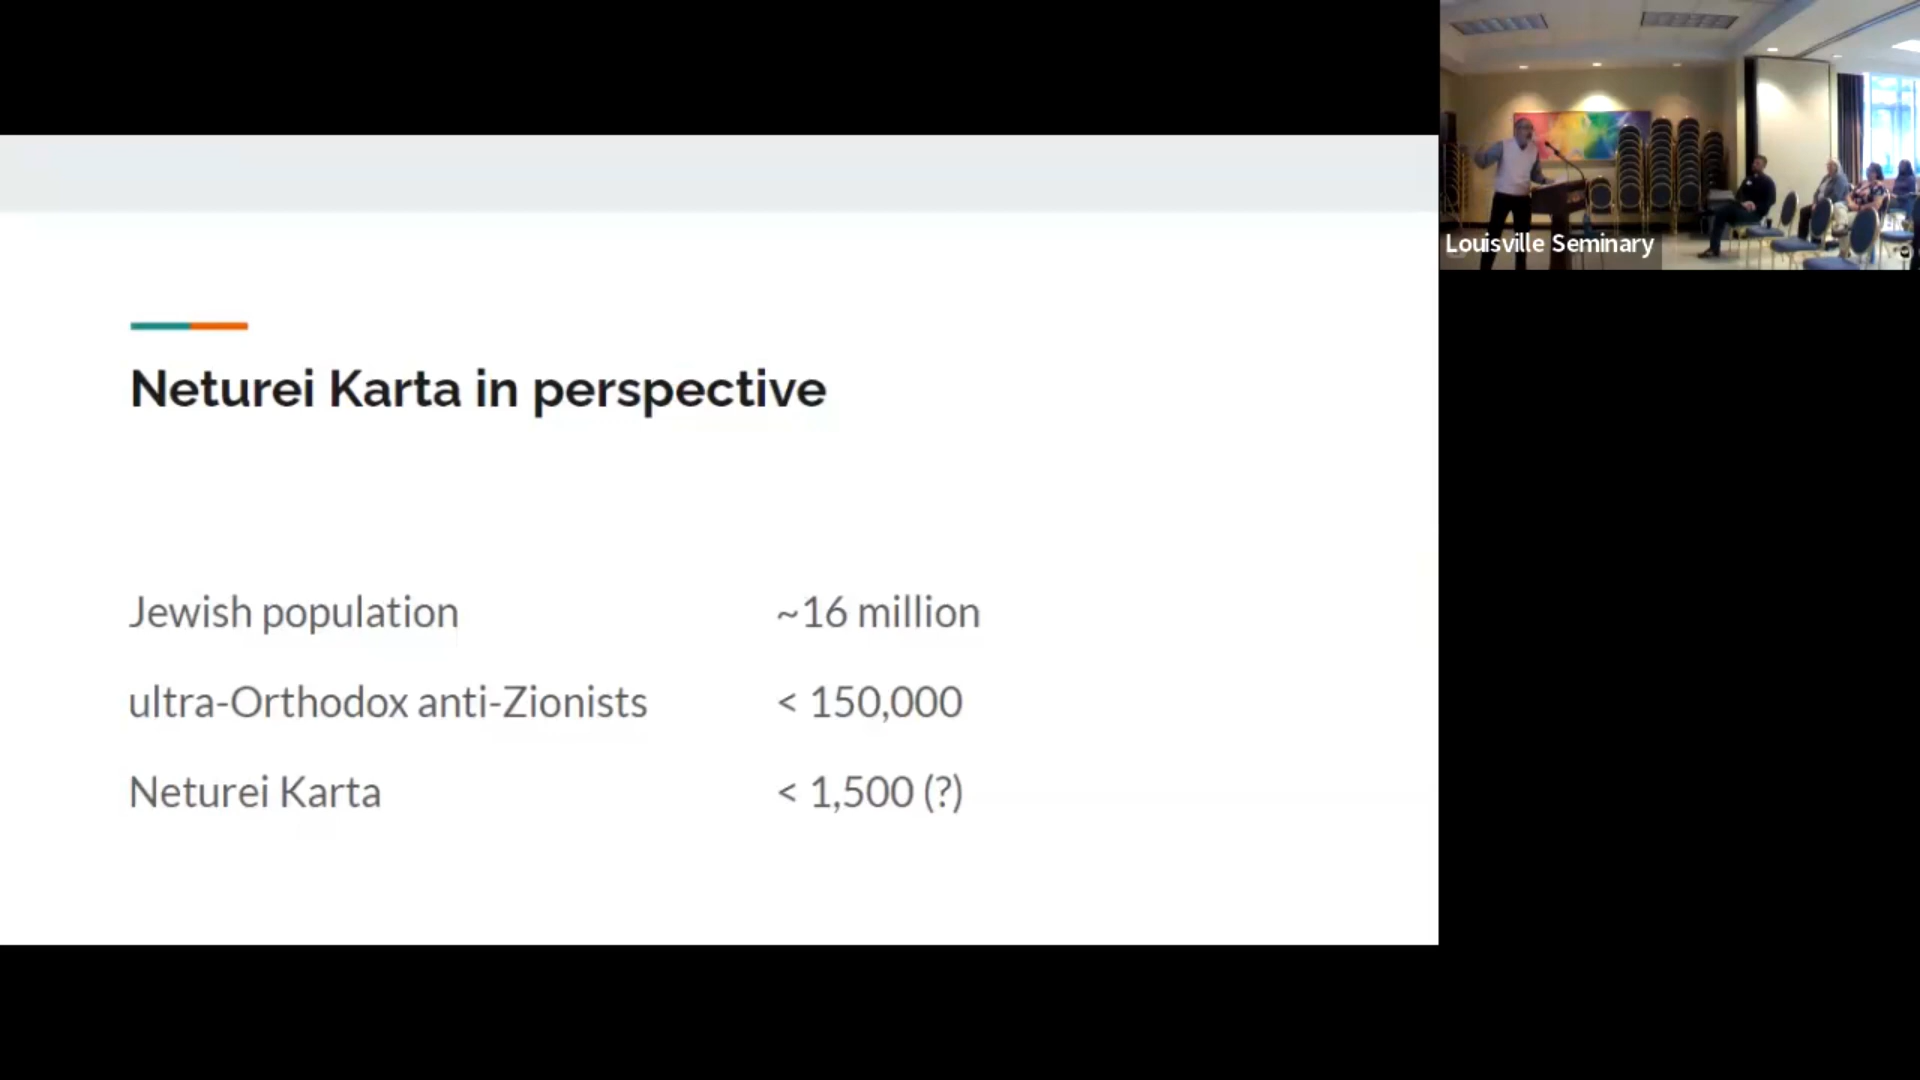 Louisville Seminary
Neturei Karta in perspective
Jewish population ~16 million
ultra-Orthodox anti-Zionists < 150,000
Neturei Karta < 1,500 (?)